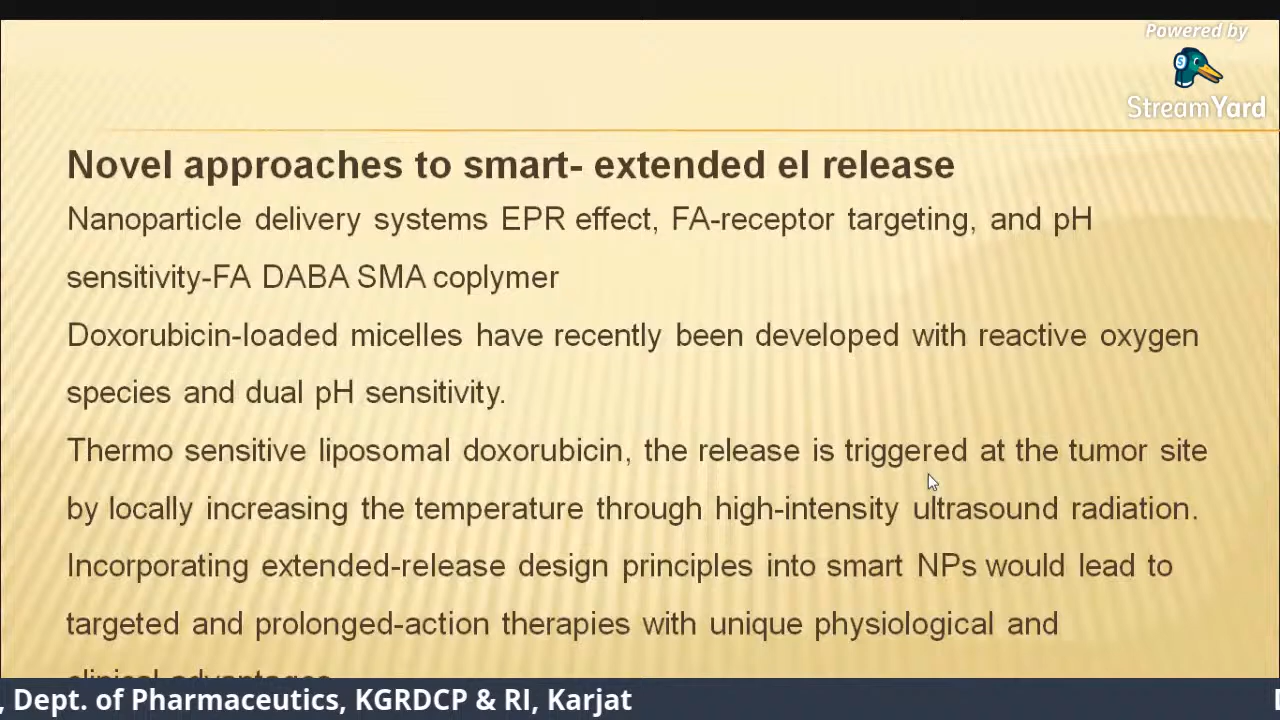 Powered by
StreamYard
Novel approaches to smart- extended el release
Nanoparticle delivery systems EPR effect, FA-receptor targeting, and pH
sensitivity-FA DABA SMA coplymer
Doxorubicin-loaded micelles have recently been developed with reactive oxygen
species and dual pH sensitivity.
Thermo sensitive liposomal doxorubicin, the release is triggered at the tumor site
by locally increasing the temperature through high-intensity ultrasound radiation.
Incorporating extended-release design principles into smart NPs would lead to
targeted and prolonged-action therapies with unique physiological and
clinical advantages
, Dept. of Pharmaceutics, KGRDCP & RI, Karjat